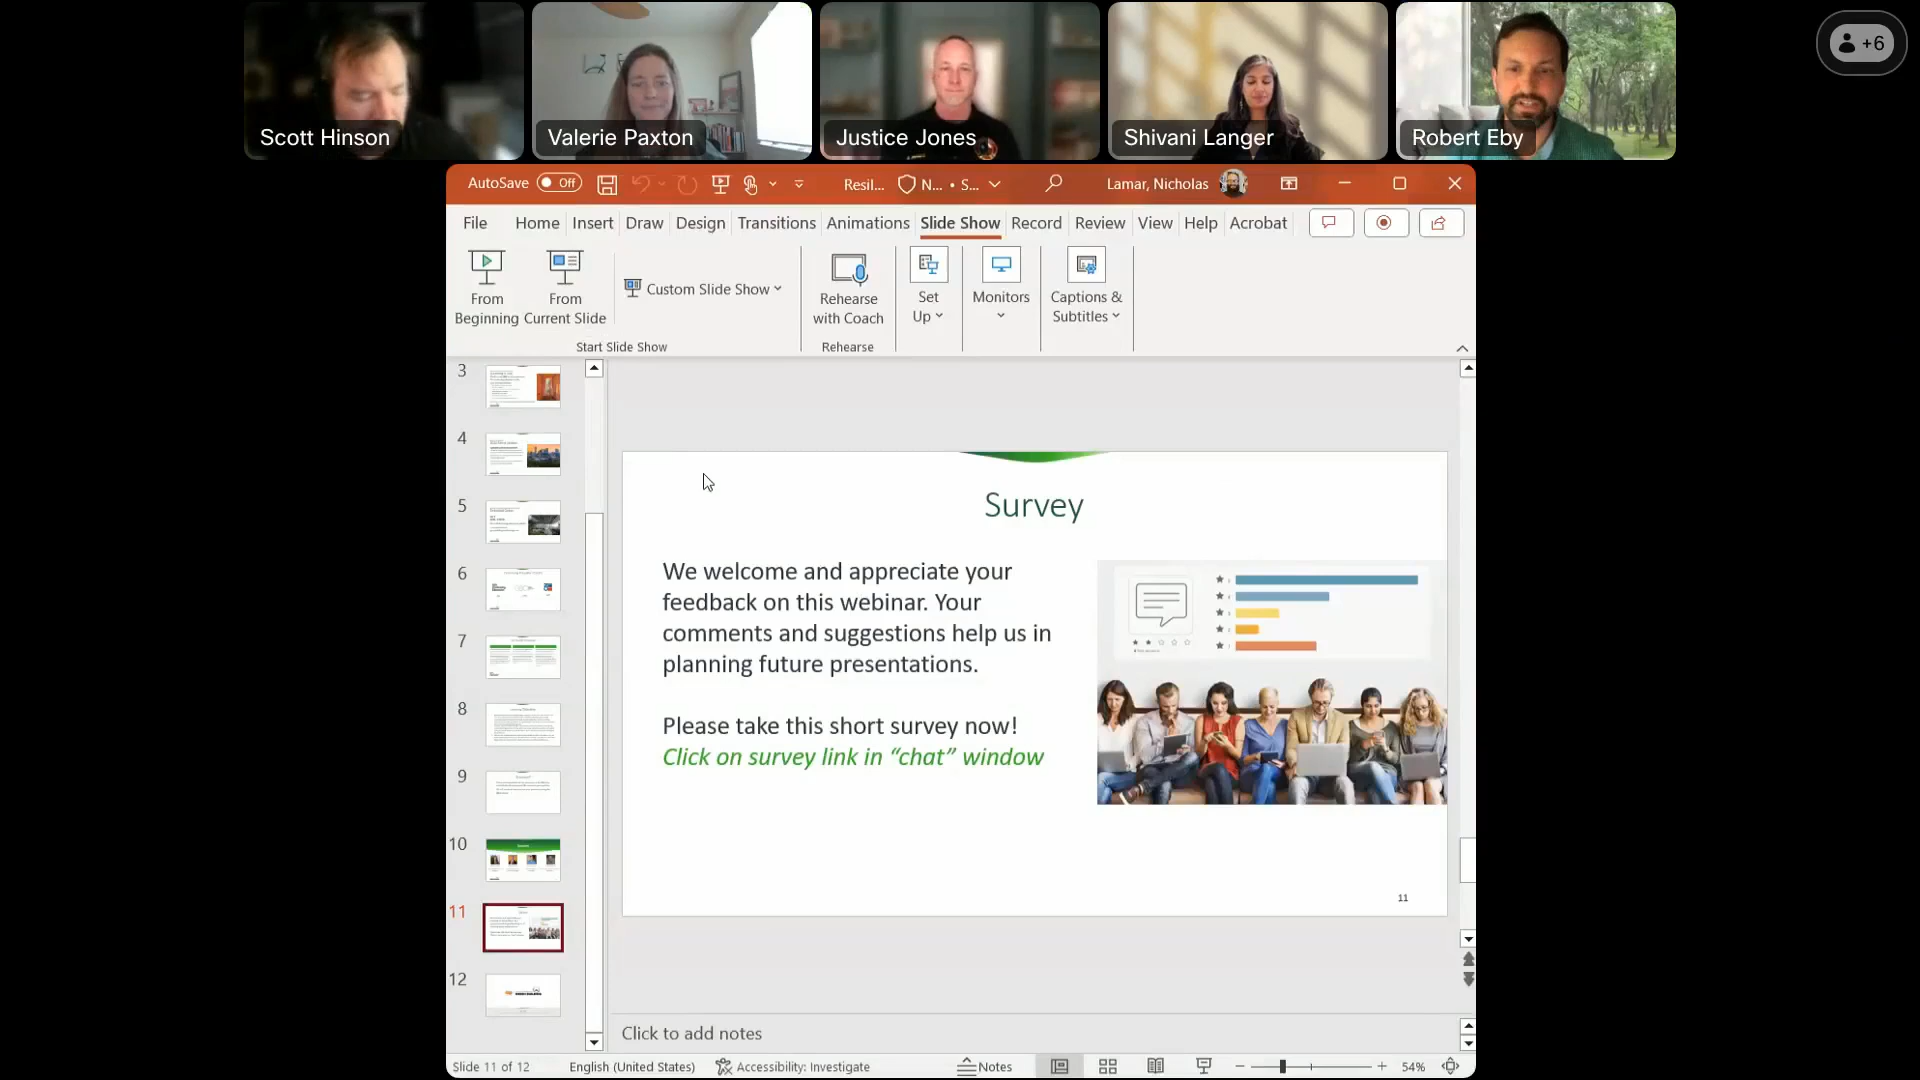 Scott Hinson
Valerie Paxton
Justice Jones
Shivani Langer
Robert Eby
+6
AutoSave Off
Resil... N... • S...
Lamar, Nicholas
File Home Insert Draw Design Transitions Animations Slide Show Record Review View Help Acrobat
From Beginning
From Current Slide
Custom Slide Show
Rehearse with Coach
Set Up
Monitors
Captions & Subtitles
Start Slide Show
Rehearse
3
4
5
6
7
8
9
10
11
12
Survey
We welcome and appreciate your
feedback on this webinar. Your
comments and suggestions help us in
planning future presentations.
Please take this short survey now!
Click on survey link in “chat” window
11
Click to add notes
Slide 11 of 12
English (United States)
Accessibility: Investigate
Notes
54%